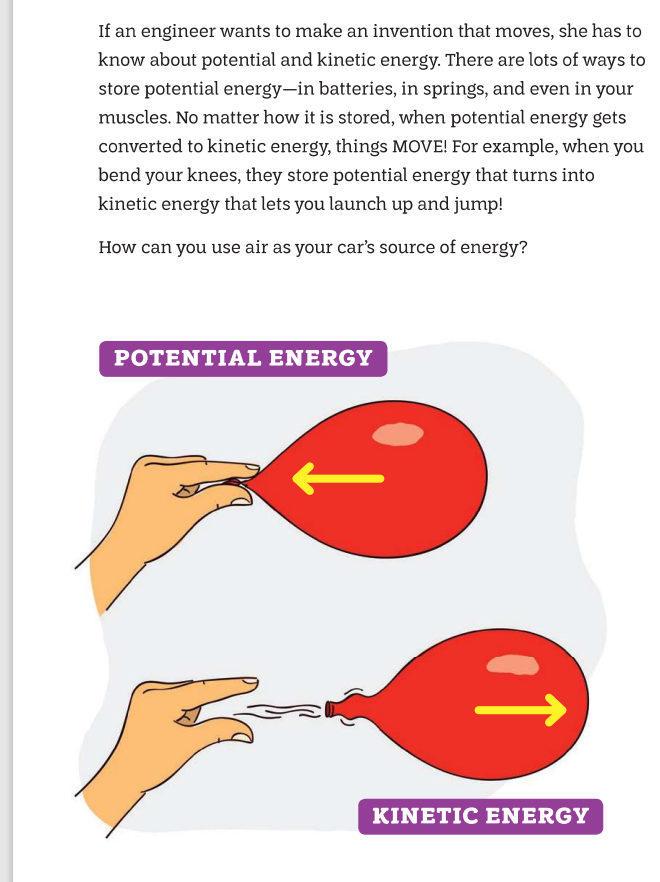 If an engineer wants to make an invention that moves, she has to
know about potential and kinetic energy. There are lots of ways to
store potential energy—in batteries, in springs, and even in your
muscles. No matter how it is stored, when potential energy gets
converted to kinetic energy, things MOVE! For example, when you
bend your knees, they store potential energy that turns into
kinetic energy that lets you launch up and jump!
How can you use air as your car’s source of energy?
POTENTIAL ENERGY
KINETIC ENERGY